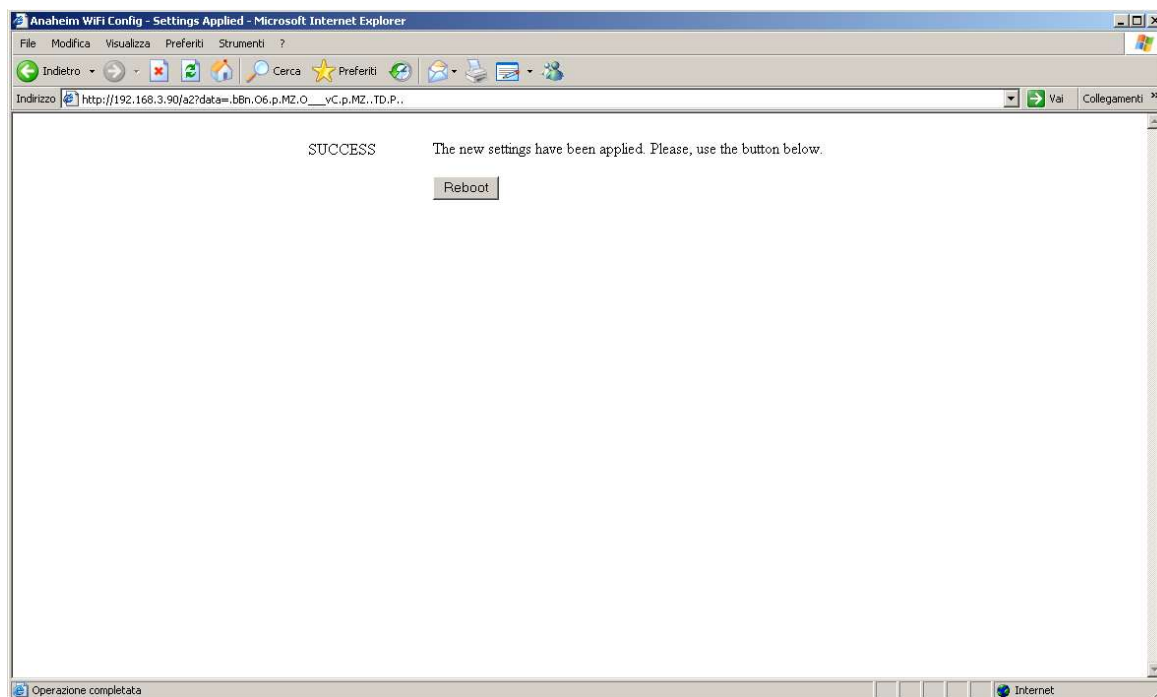 Anaheim WiFi Config - Settings Applied - Microsoft Internet Explorer
File Modifica Visualizza Preferiti Strumenti ?
Indietro Cerca Preferiti
Indirizzo http://192.168.3.90/a2?data=.bBn.O6.p.MZ.O___vC.p.MZ..TD.P.. Vai Collegamenti »
SUCCESS The new settings have been applied. Please, use the button below.
Reboot
Operazione completata Internet